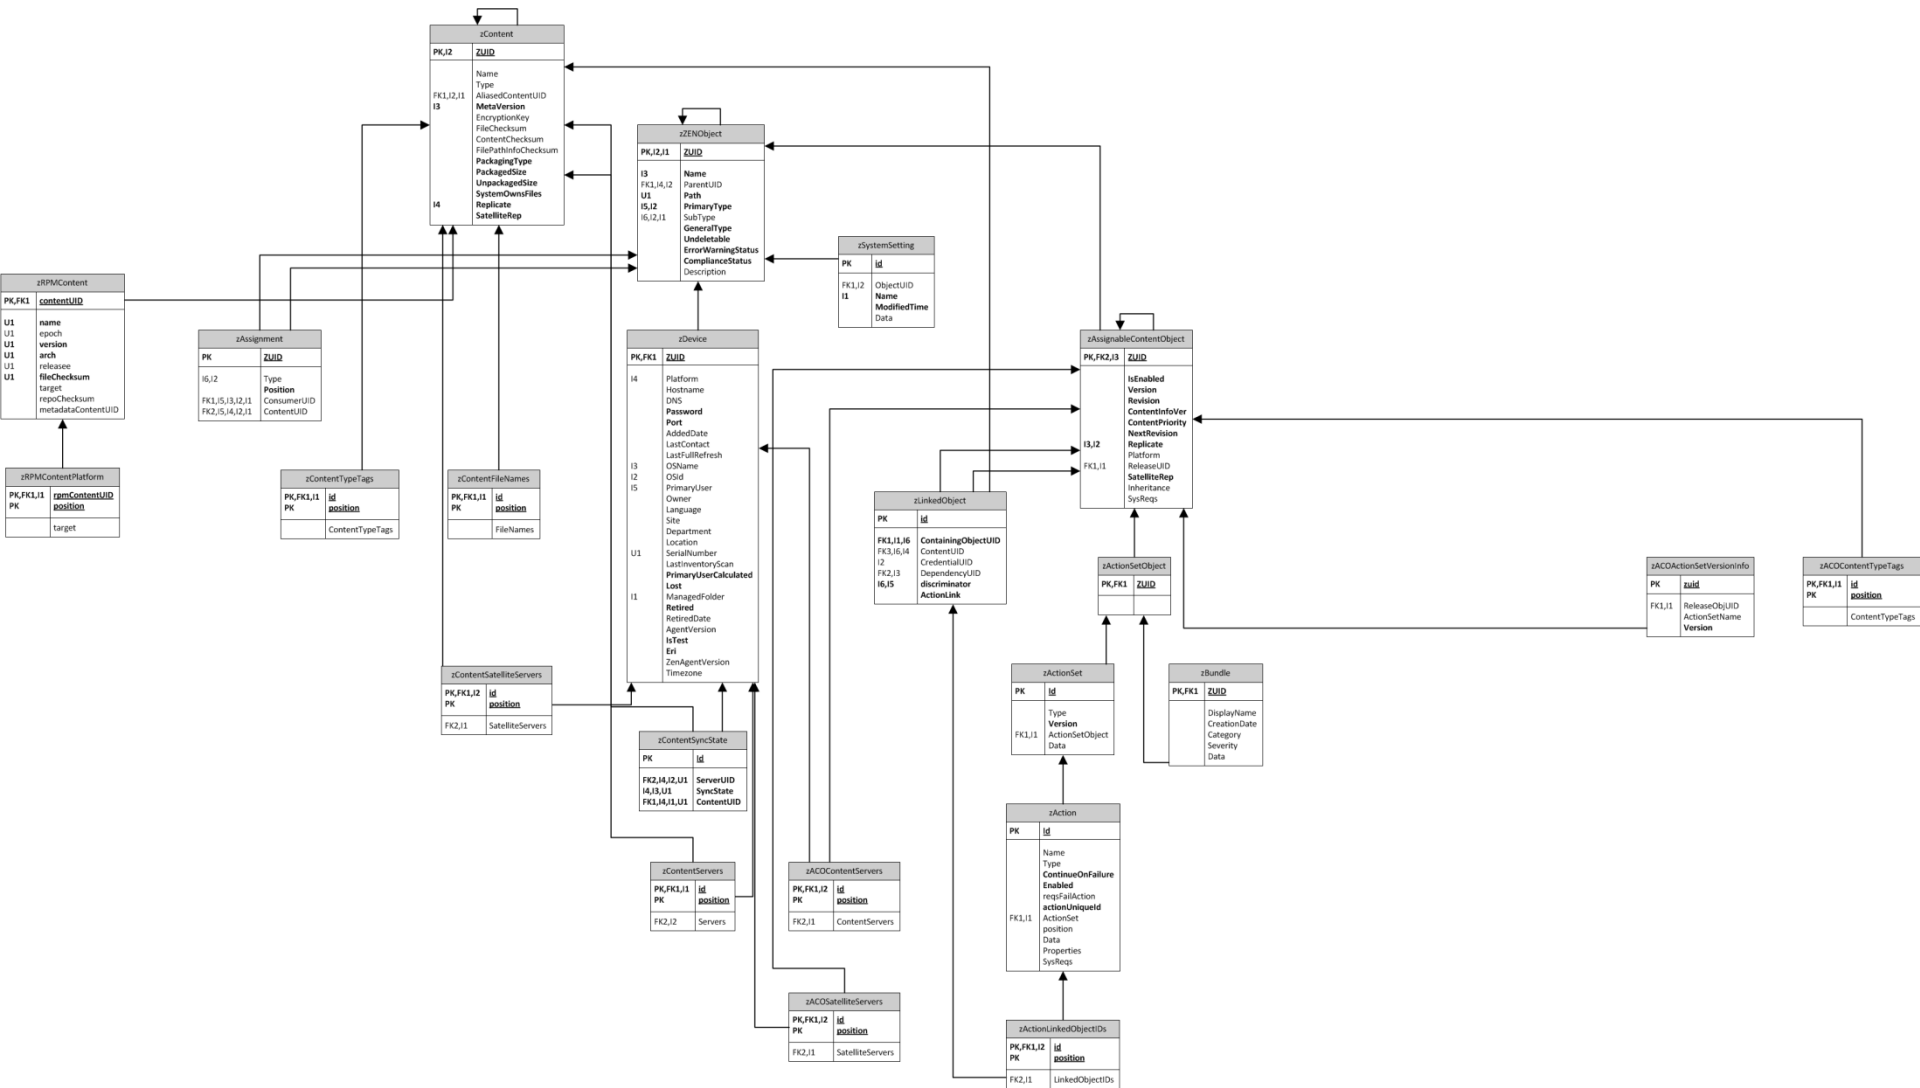 zContent
PK,I2 ZUID
Name
Type
FK1,I2,I1 AliasedContentUID
I3 MetaVersion
EncryptionKey
FileChecksum
ContentChecksum
FilePathInfoChecksum
PackagingType
PackagedSize
UnpackagedSize
SystemOwnsFiles
I4 Replicate
SatelliteRep
zZENObject
PK,I2,I1 ZUID
I3 Name
FK1,I4,I2 ParentUID
U1 Path
I5,I2 PrimaryType
I6,I2,I1 SubType
GeneralType
Undeletable
ErrorWarningStatus
ComplianceStatus
Description
zSystemSetting
PK id
FK1,I2 ObjectUID
I1 Name
ModifiedTime
Data
zRPMContent
PK,FK1 contentUID
U1 name
U1 epoch
U1 version
U1 arch
U1 releasee
U1 fileChecksum
target
repoChecksum
metadataContentUID
zAssignment
PK ZUID
I6,I2 Type
Position
FK1,I5,I3,I2,I1 ConsumerUID
FK2,I5,I4,I2,I1 ContentUID
zDevice
PK,FK1 ZUID
I4 Platform
Hostname
DNS
Password
Port
AddedDate
LastContact
LastFullRefresh
I3 OSName
I2 OSId
I5 PrimaryUser
Owner
Language
Site
Department
Location
U1 SerialNumber
LastInventoryScan
PrimaryUserCalculated
Lost
I1 ManagedFolder
Retired
RetiredDate
AgentVersion
IsTest
Eri
ZenAgentVersion
Timezone
zAssignableContentObject
PK,FK2,I3 ZUID
IsEnabled
Version
Revision
ContentInfoVer
ContentPriority
NextRevision
I3,I2 Replicate
Platform
FK1,I1 ReleaseUID
SatelliteRep
Inheritance
SysReqs
zRPMContentPlatform
PK,FK1,I1 rpmContentUID
PK position
target
zContentTypeTags
PK,FK1,I1 id
PK position
ContentTypeTags
zContentFileNames
PK,FK1,I1 id
PK position
FileNames
zLinkedObject
PK id
FK1,I1,I6 ContainingObjectUID
FK3,I6,I4 ContentUID
I2 CredentialUID
FK2,I3 DependencyUID
I6,I5 discriminator
ActionLink
zActionSetObject
PK,FK1 ZUID
zACOActionSetVersionInfo
PK zuid
FK1,I1 ReleaseObjUID
ActionSetName
Version
zACOContentTypeTags
PK,FK1,I1 id
PK position
ContentTypeTags
zContentSatelliteServers
PK,FK1,I2 id
PK position
FK2,I1 SatelliteServers
zActionSet
PK Id
Type
Version
FK1,I1 ActionSetObject
Data
zBundle
PK,FK1 ZUID
DisplayName
CreationDate
Category
Severity
Data
zContentSyncState
PK Id
FK2,I4,I2,U1 ServerUID
I4,I3,U1 SyncState
FK1,I4,I1,U1 ContentUID
zAction
PK Id
Name
Type
ContinueOnFailure
Enabled
reqsFailAction
actionUniqueId
FK1,I1 ActionSet
position
Data
Properties
SysReqs
zContentServers
PK,FK1,I1 id
PK position
FK2,I2 Servers
zACOContentServers
PK,FK1,I2 id
PK position
FK2,I1 ContentServers
zACOSatelliteServers
PK,FK1,I2 id
PK position
FK2,I1 SatelliteServers
zActionLinkedObjectIDs
PK,FK1,I2 id
PK position
FK2,I1 LinkedObjectIDs